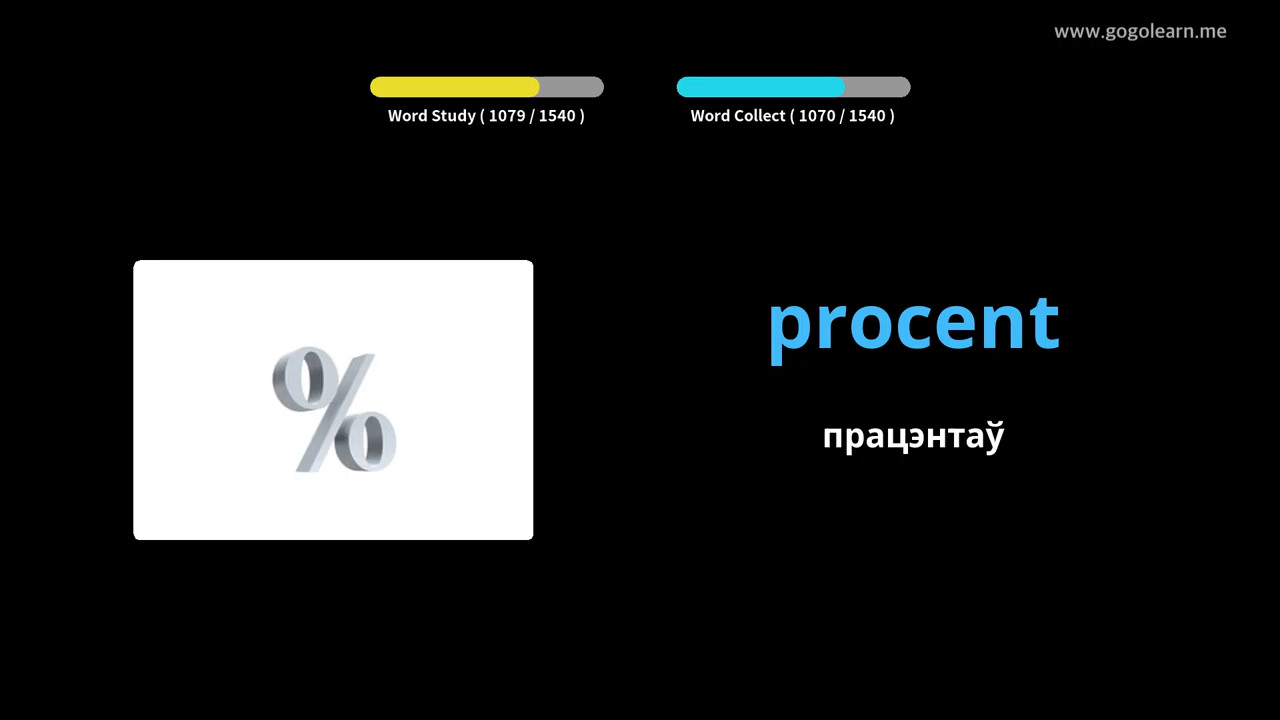 www.gogolearn.me
Word Study ( 1079 / 1540 )
Word Collect ( 1070 / 1540 )
%
procent
працэнтаў